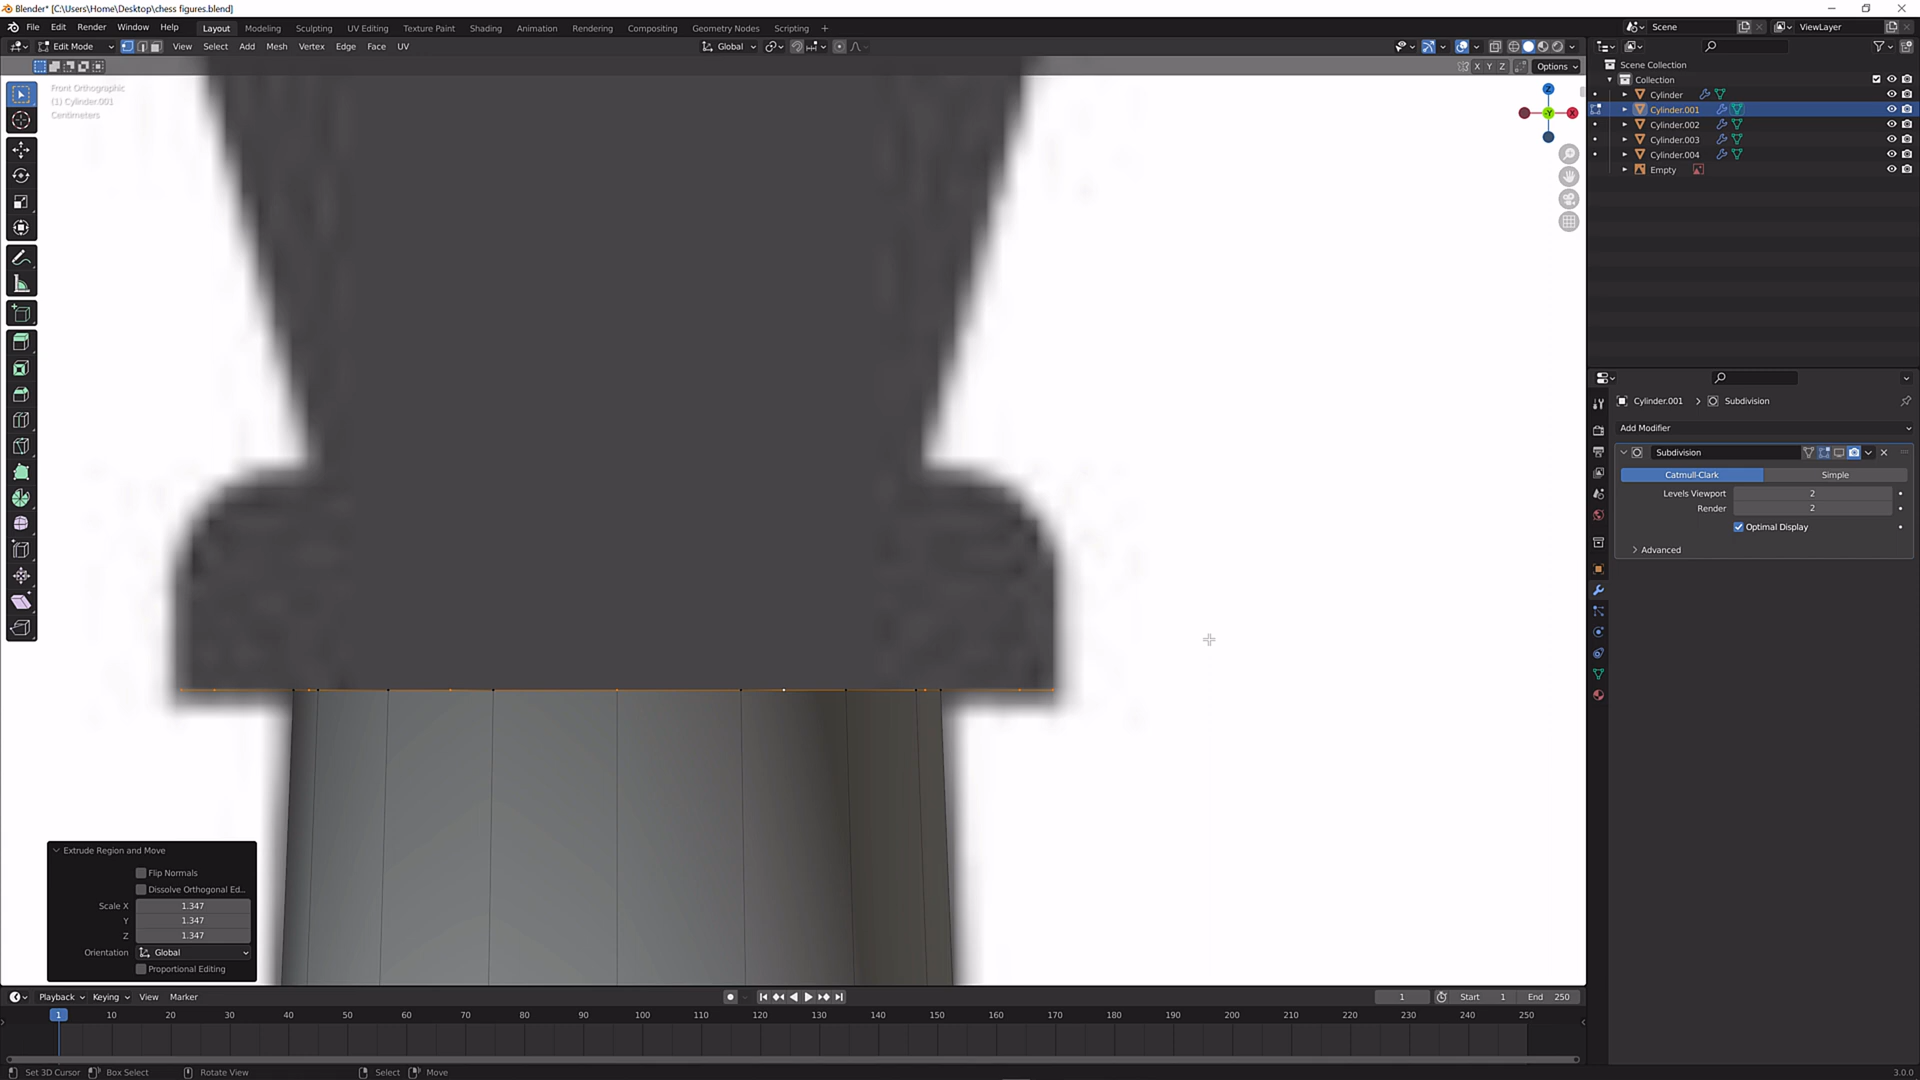 Blender* [C:\Users\Home\Desktop\chess figures.blend]
File Edit Render Window Help Layout Modeling Sculpting UV Editing Texture Paint Shading Animation Rendering Compositing Geometry Nodes Scripting + Scene ViewLayer
Edit Mode View Select Add Mesh Vertex Edge Face UV Global
X Y Z Options
Front Orthographic
(1) Cylinder.001
Centimeters
Z
Y
X
Scene Collection
Collection
Cylinder
Cylinder.001
Cylinder.002
Cylinder.003
Cylinder.004
Empty
Cylinder.001 > Subdivision
Add Modifier
Subdivision
Catmull-Clark Simple
Levels Viewport 2
Render 2
Optimal Display
Advanced
Extrude Region and Move
Flip Normals
Dissolve Orthogonal Ed...
Scale X 1.347
Y 1.347
Z 1.347
Orientation Global
Proportional Editing
Playback Keying View Marker 1 Start 1 End 250
1 10 20 30 40 50 60 70 80 90 100 110 120 130 140 150 160 170 180 190 200 210 220 230 240 250
Set 3D Cursor Box Select Rotate View Select Move 3.0.0